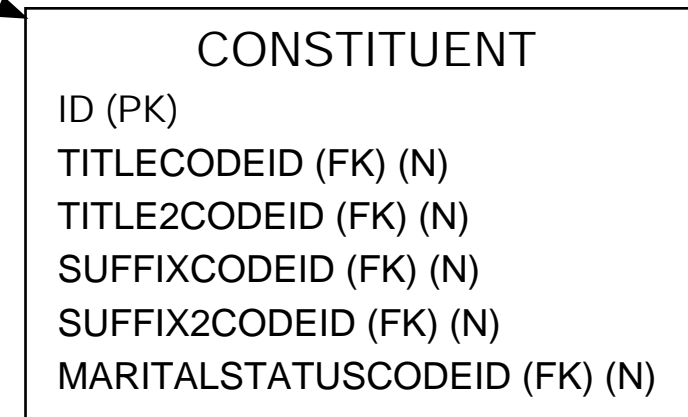 CONSTITUENT
ID (PK)
TITLECODEID (FK) (N)
TITLE2CODEID (FK) (N)
SUFFIXCODEID (FK) (N)
SUFFIX2CODEID (FK) (N)
MARITALSTATUSCODEID (FK) (N)